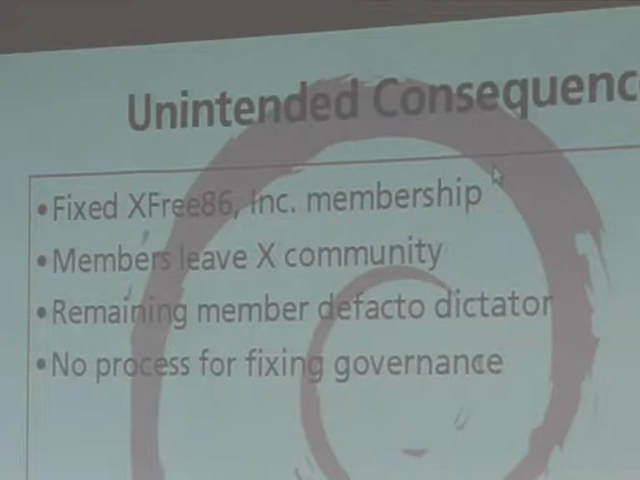 Unintended Consequenc
•Fixed XFree86, Inc. membership
•Members leave X community
•Remaining member defacto dictator
•No process for fixing governance